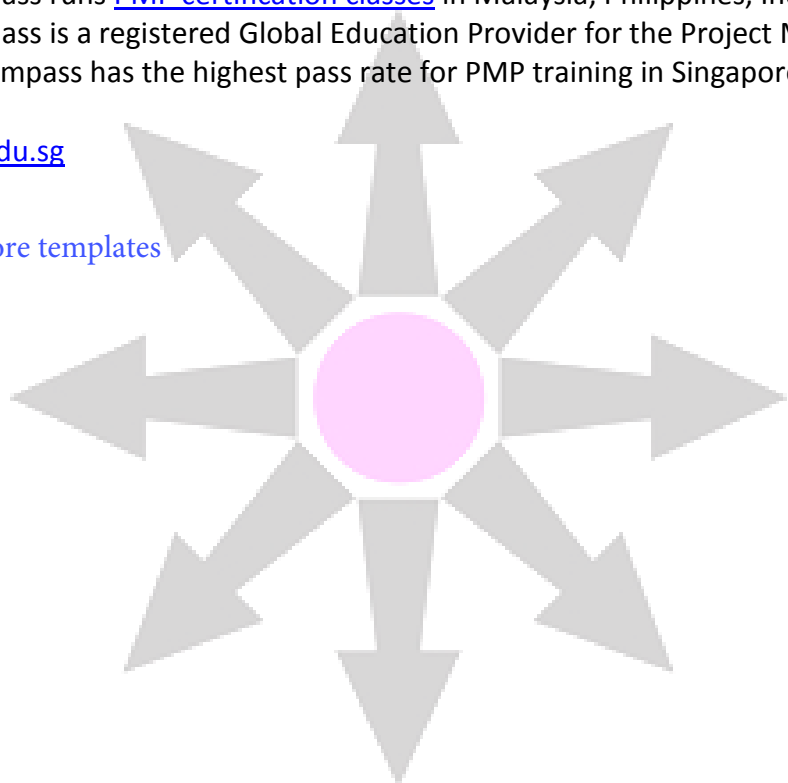 ass runs PMP certification classes in Malaysia, Philippines, In
ass is a registered Global Education Provider for the Project M
mpass has the highest pass rate for PMP training in Singapore
du.sg
ore templates